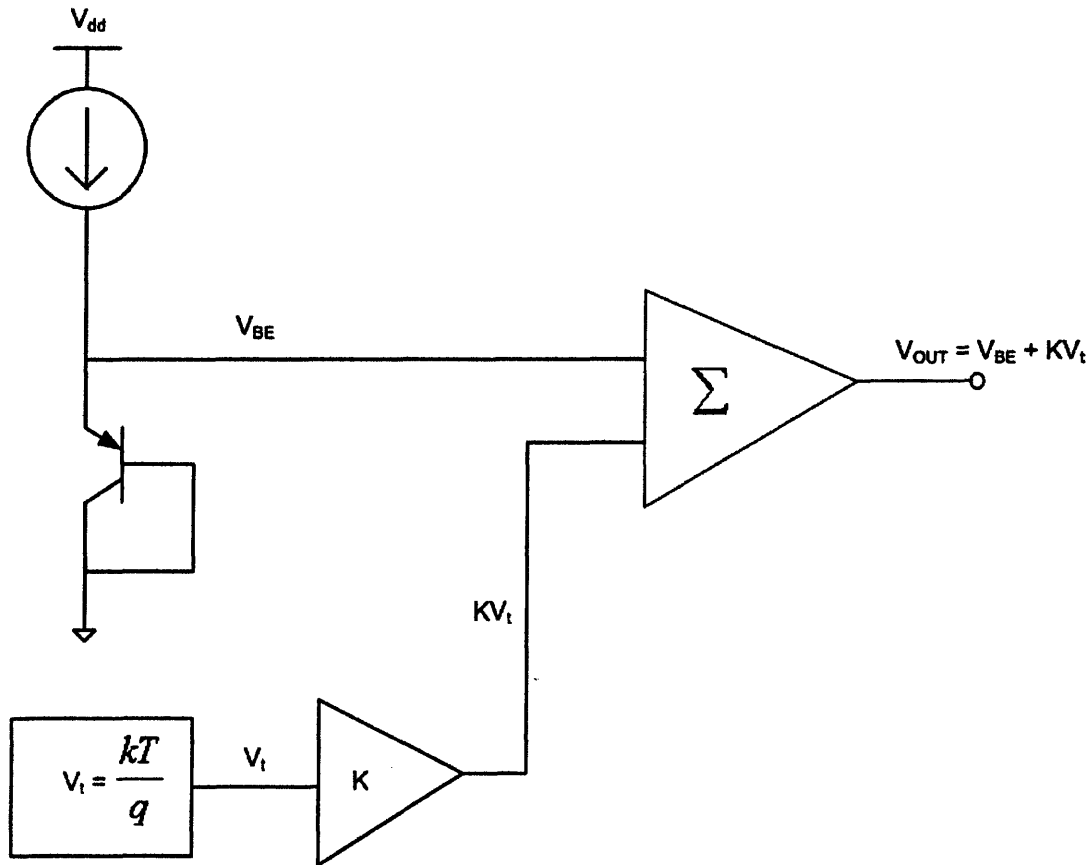 Vdd
VBE
Σ
VOUT = VBE + KVt
KVt
Vt = kT/q
Vt
K